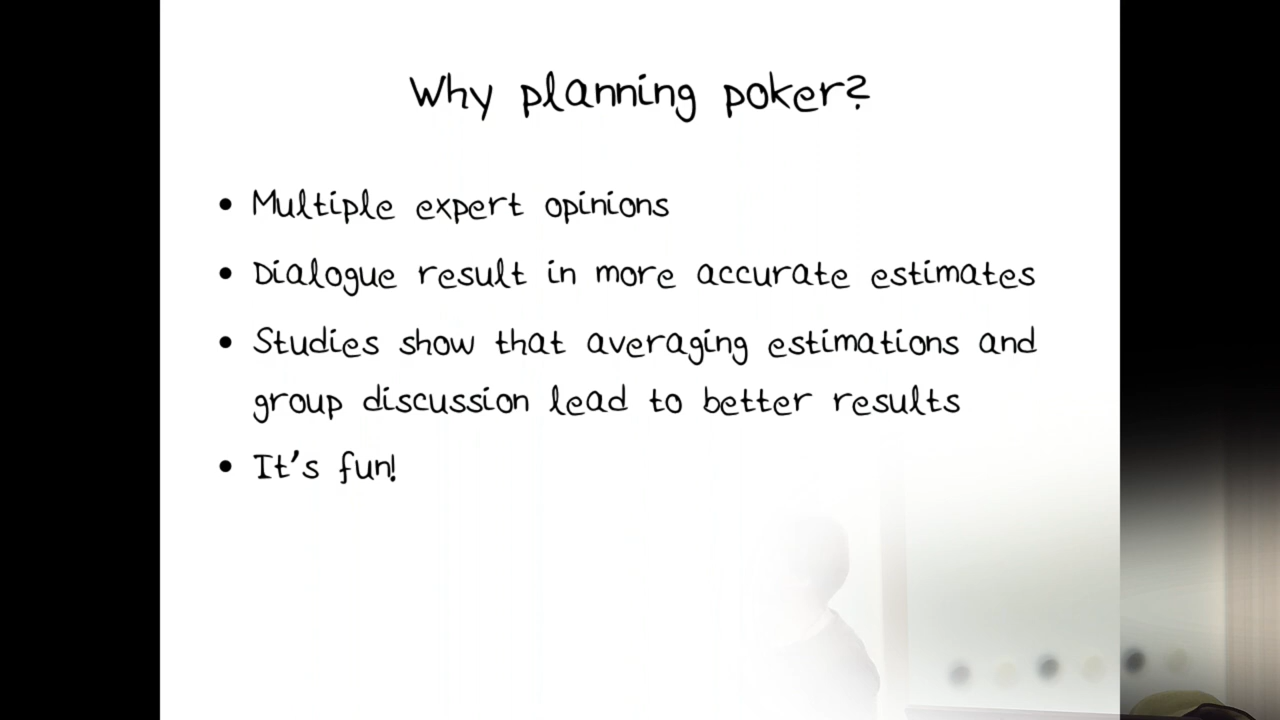 Why planning poker?
• Multiple expert opinions
• Dialogue result in more accurate estimates
• Studies show that averaging estimations and
group discussion lead to better results
• It's fun!